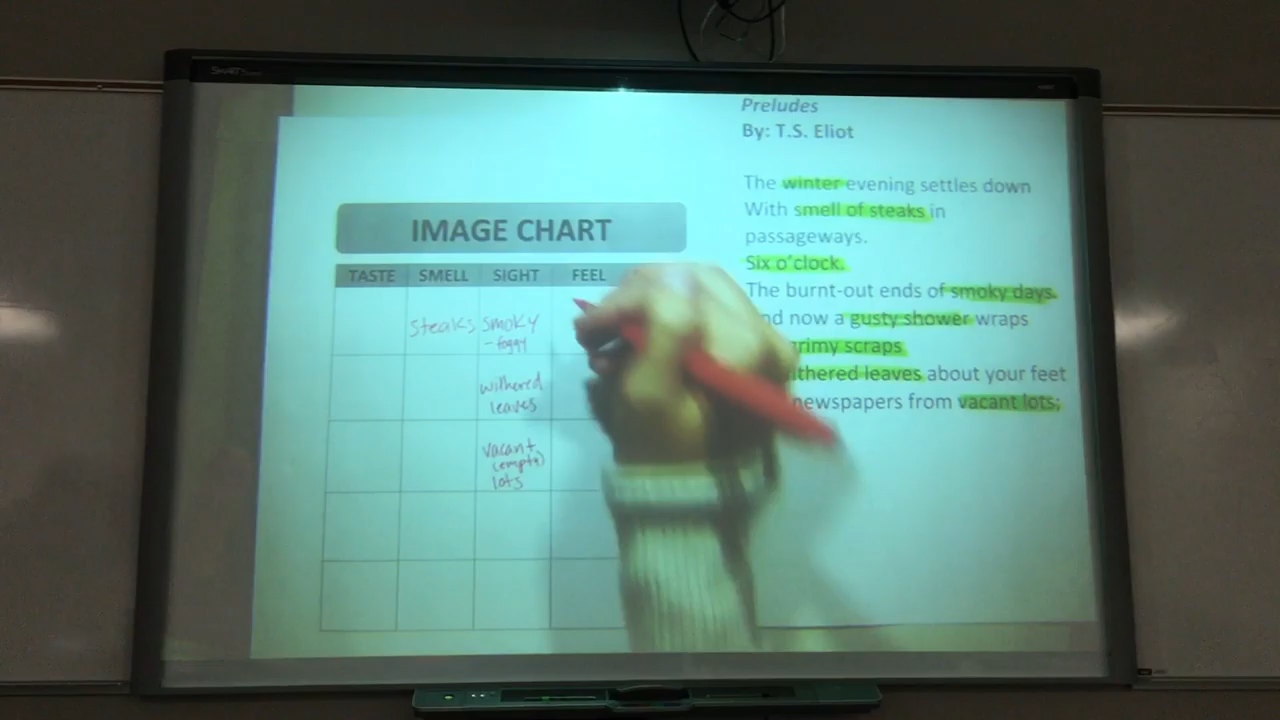 SMART
Preludes
By: T.S. Eliot
The winter evening settles down
With smell of steaks in
passageways.
Six o'clock.
The burnt-out ends of smoky days.
now a gusty shower wraps
scraps
leaves about your feet
newspapers from vacant lots;
IMAGE CHART
TASTE SMELL SIGHT FEEL
steaks smoky
-foggy
withered
leaves
vacant
(empty)
lots